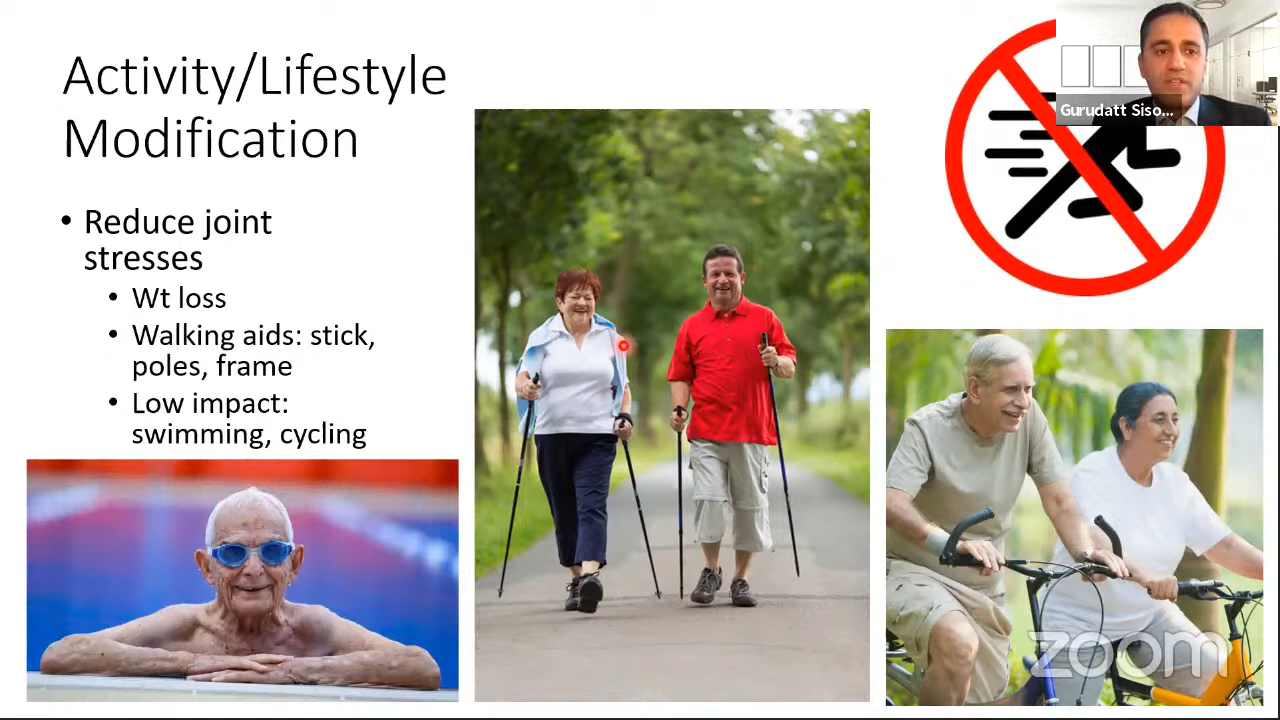 Activity/Lifestyle
Modification
• Reduce joint
stresses
• Wt loss
• Walking aids: stick,
poles, frame
• Low impact:
swimming, cycling
Gurudatt Siso...
zoom